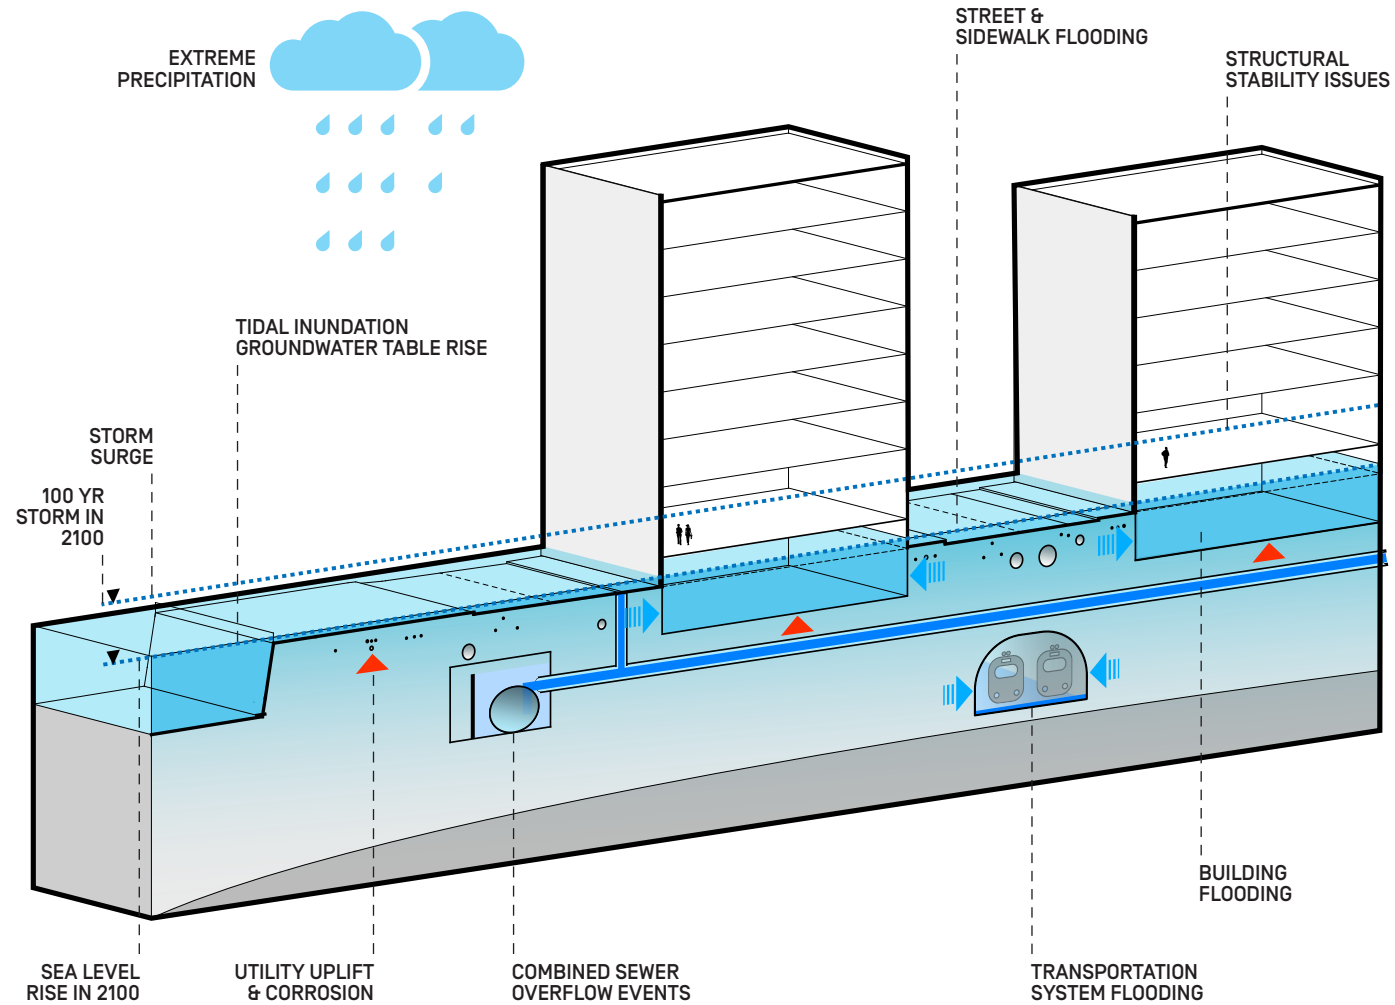 STREET &
SIDEWALK FLOODING
EXTREME
PRECIPITATION
STRUCTURAL
STABILITY ISSUES
TIDAL INUNDATION
GROUNDWATER TABLE RISE
STORM
SURGE
100 YR
STORM IN
2100
BUILDING
FLOODING
SEA LEVEL
RISE IN 2100
UTILITY UPLIFT
& CORROSION
COMBINED SEWER
OVERFLOW EVENTS
TRANSPORTATION
SYSTEM FLOODING